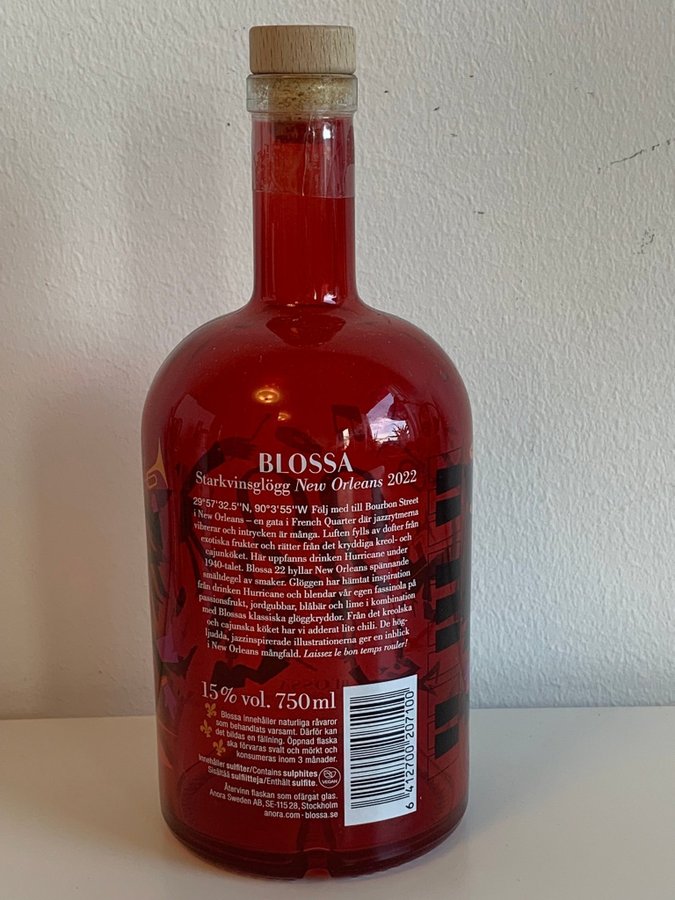 BLOSSA
Starkvinsglögg New Orleans 2022
29°57'32.5"N, 90°3'55"W Följ med till Bourbon Street
i New Orleans – en gata i French Quarter där jazzrytmerna
vibrerar och intrycken är många. Luften fylls av dofter från
exotiska frukter och rätter från det kryddiga kreol- och
cajunköket. Här uppfanns drinken Hurricane under
1940-talet. Blossa 22 hyllar New Orleans spännande
smältdegel av smaker. Glöggen har hämtat inspiration
från drinken Hurricane och blendar vår egen fassinola på
passionsfrukt, jordgubbar, blåbär och lime i kombination
med Blossas klassiska glöggkryddor. Från det kreolska
och cajunska köket har vi adderat lite chili. De hög-
ljudda, jazzinspirerade illustrationerna ger en inblick
i New Orleans mångfald. Laissez le bon temps rouler!
15% vol. 750ml
Blossa innehåller naturliga råvaror
som behandlats varsamt. Därför kan
det bildas en fällning. Öppnad flaska
ska förvaras svalt och mörkt och
konsumeras inom 3 månader.
Innehåller sulfiter/Contains sulphites
Sisältää sulfiitteja/Enthält sulfite.
VEGAN
Återvinn flaskan som ofärgat glas.
Anora Sweden AB, SE-115 28, Stockholm
anora.com · blossa.se
6 412700 207100